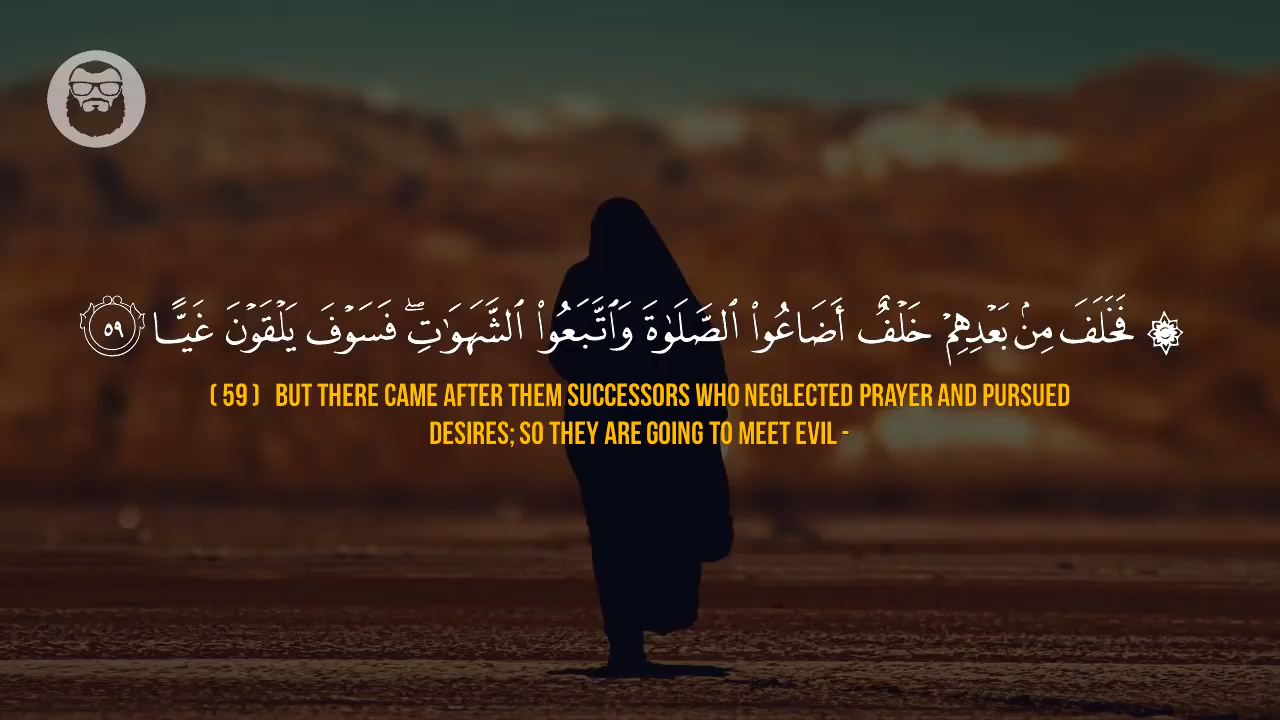 ۞ فَخَلَفَ مِنۢ بَعْدِهِمْ خَلْفٌ أَضَاعُوا۟ ٱلصَّلَوٰةَ وَٱتَّبَعُوا۟ ٱلشَّهَوَٰتِ ۖ فَسَوْفَ يَلْقَوْنَ غَيًّا ٥٩
( 59 ) BUT THERE CAME AFTER THEM SUCCESSORS WHO NEGLECTED PRAYER AND PURSUED
DESIRES; SO THEY ARE GOING TO MEET EVIL -